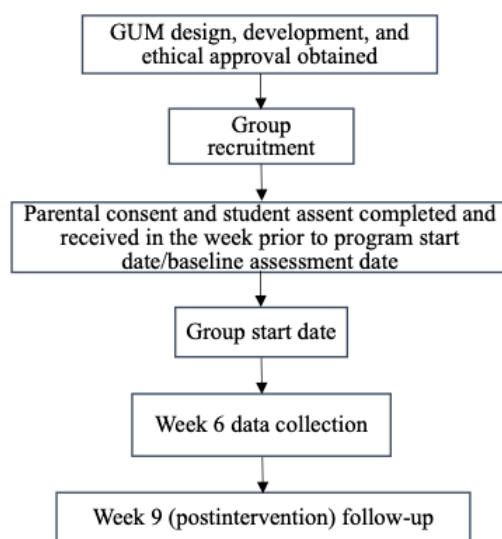 GUM design, development, and
ethical approval obtained
Group
recruitment
Parental consent and student assent completed and
received in the week prior to program start
date/baseline assessment date
Group start date
Week 6 data collection
Week 9 (postintervention) follow-up